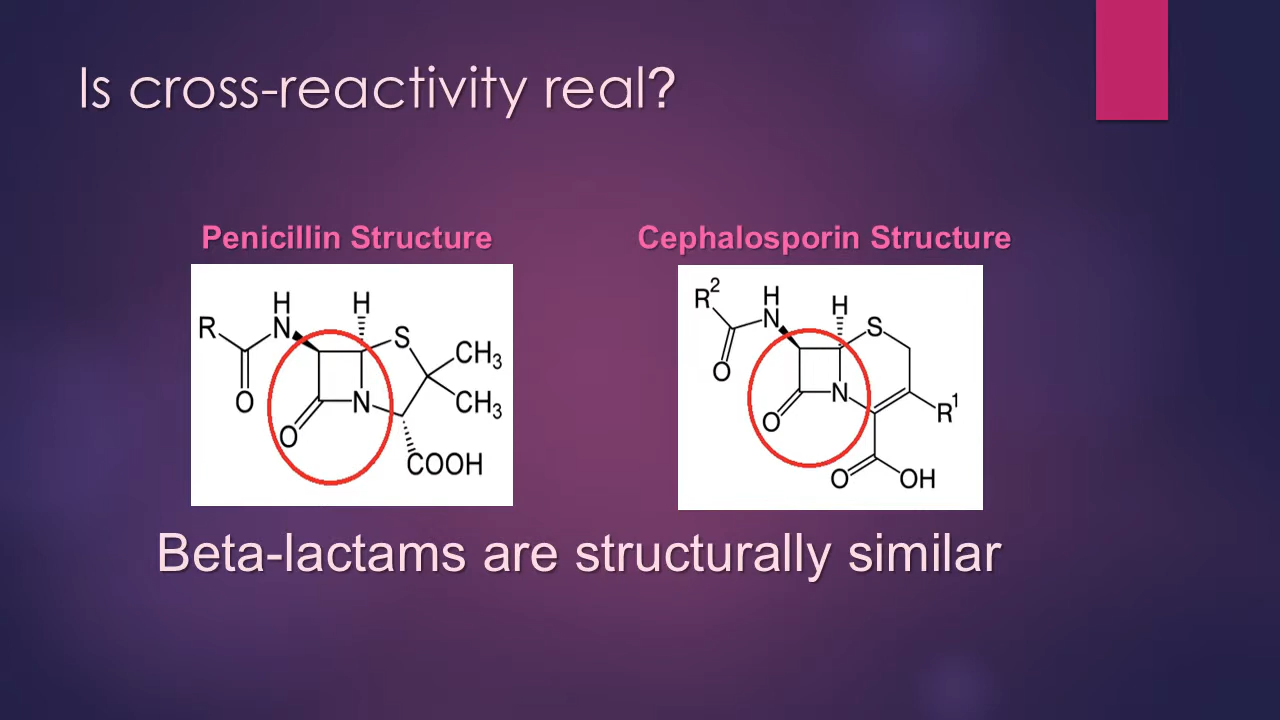 Is cross-reactivity real?
Penicillin Structure
Cephalosporin Structure
H
H
R
N
S
CH3
O
N
CH3
O
COOH
R2
H
H
N
S
O
N
O
R1
O
OH
Beta-lactams are structurally similar